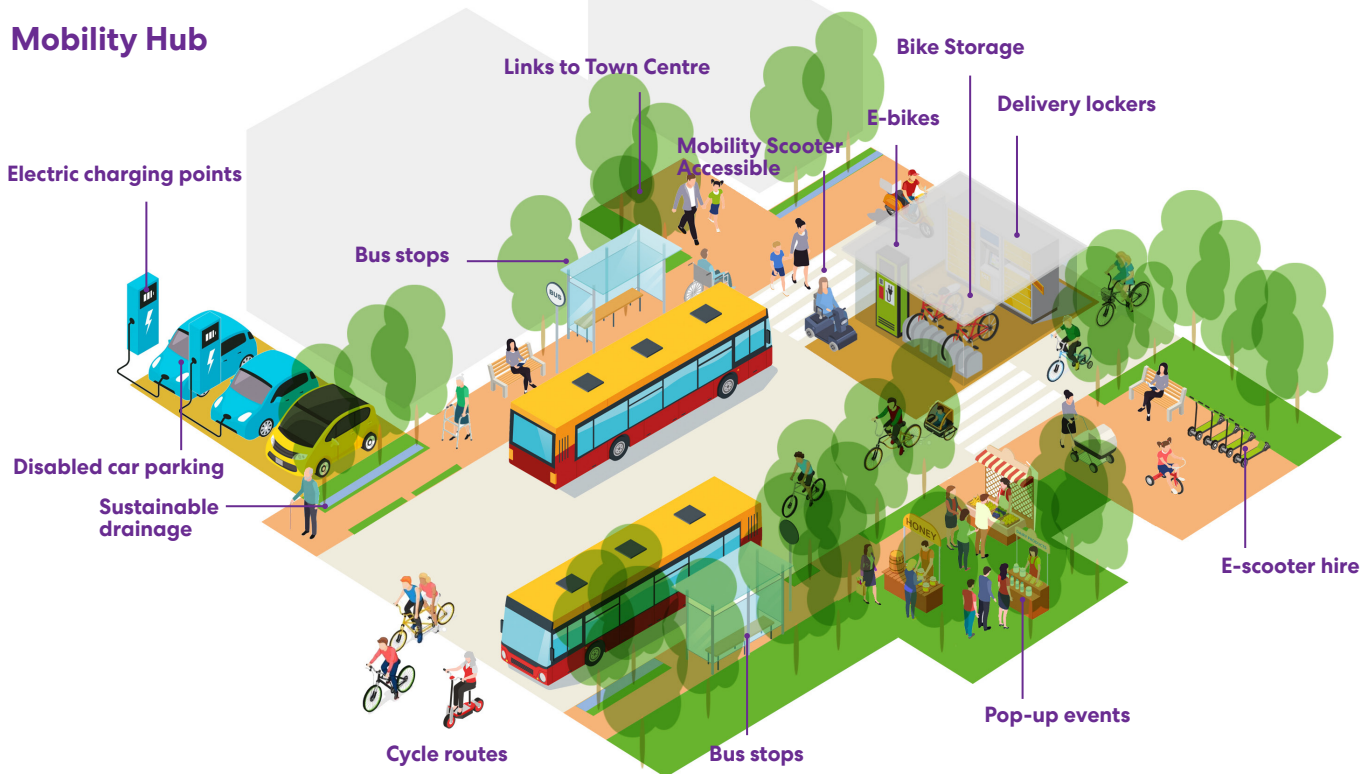 Mobility Hub
Bike Storage
Links to Town Centre
Delivery lockers
E-bikes
Mobility Scooter
Accessible
Electric charging points
Bus stops
BUS
Disabled car parking
Sustainable
drainage
HONEY
E-scooter hire
Pop-up events
Cycle routes
Bus stops